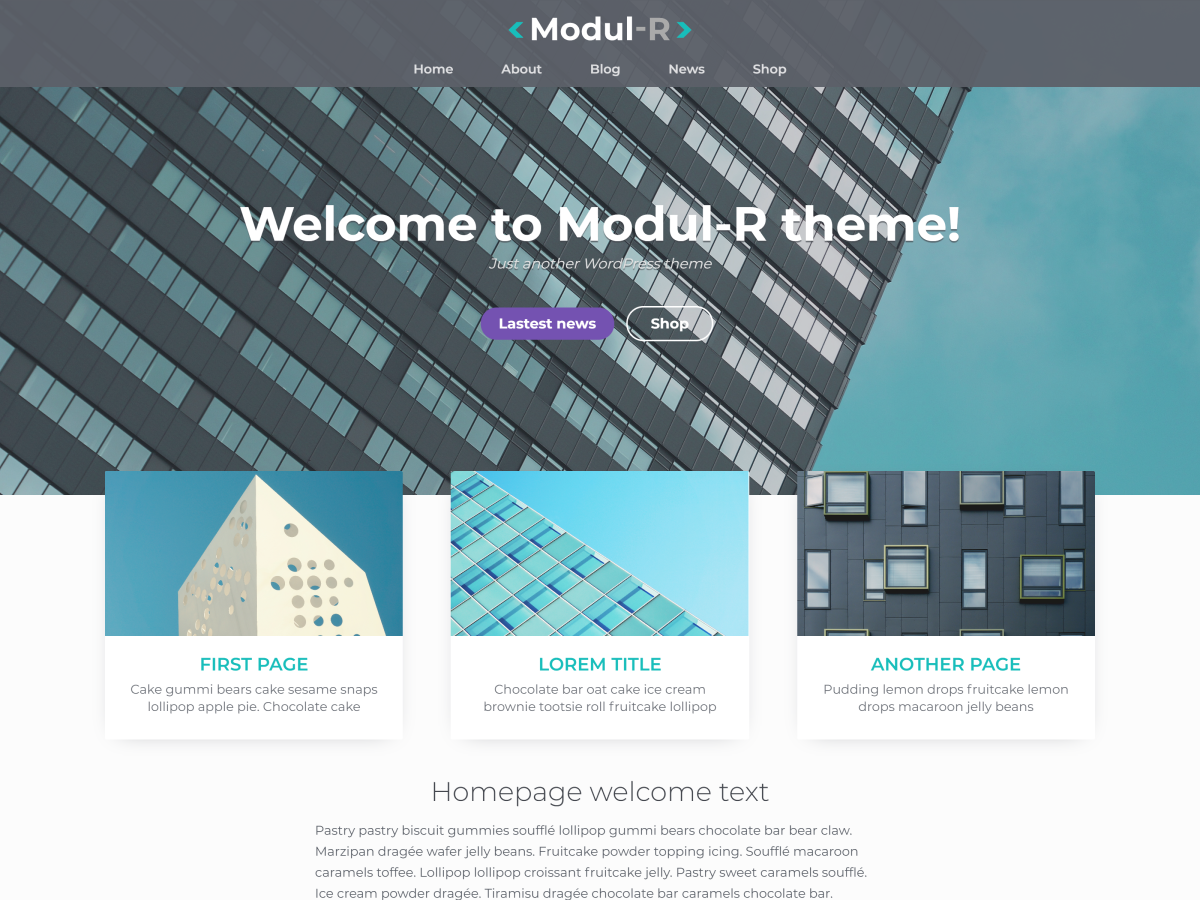 Modul-R
Home About Blog News Shop
Welcome to Modul-R theme!
Just another WordPress theme
Lastest news Shop
FIRST PAGE
Cake gummi bears cake sesame snaps
lollipop apple pie. Chocolate cake
LOREM TITLE
Chocolate bar oat cake ice cream
brownie tootsie roll fruitcake lollipop
ANOTHER PAGE
Pudding lemon drops fruitcake lemon
drops macaroon jelly beans
Homepage welcome text
Pastry pastry biscuit gummies soufflé lollipop gummi bears chocolate bar bear claw.
Marzipan dragée wafer jelly beans. Fruitcake powder topping icing. Soufflé macaroon
caramels toffee. Lollipop lollipop croissant fruitcake jelly. Pastry sweet caramels soufflé.
Ice cream powder dragée. Tiramisu dragée chocolate bar caramels chocolate bar.